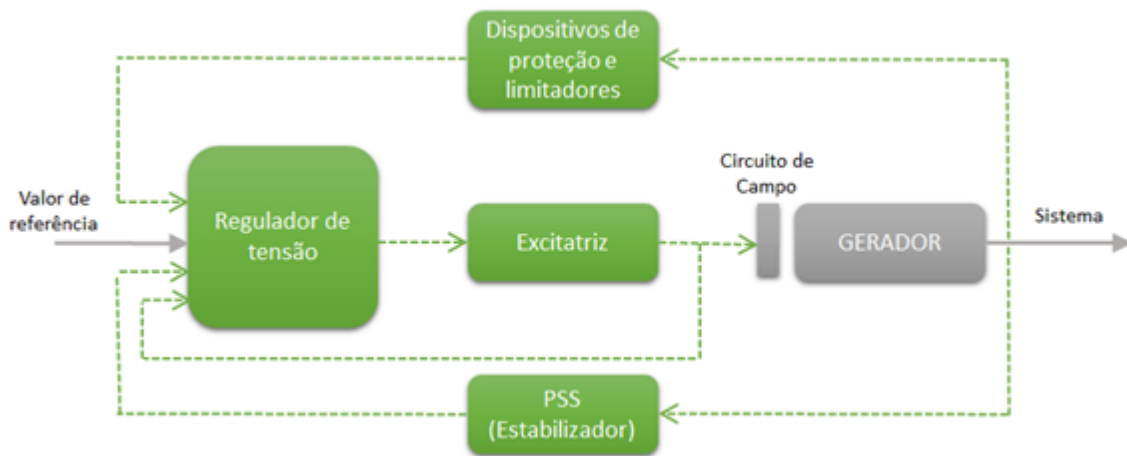 Dispositivos de
proteção e
limitadores
Circuito de
Campo
Valor de
referência
Regulador de
tensão
Excitatriz
GERADOR
Sistema
PSS
(Estabilizador)